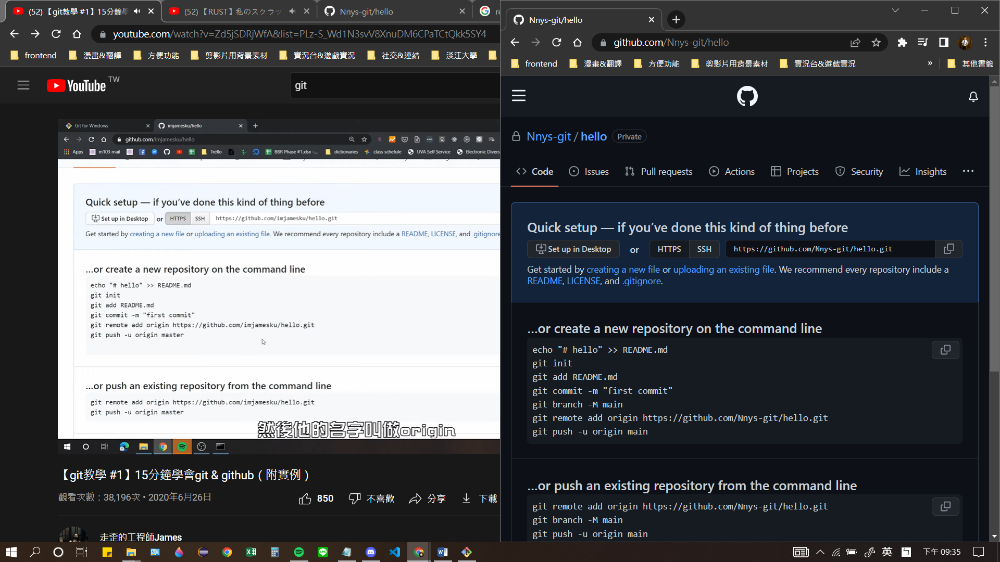 (52) 【git教學 #1】15分鐘學
(52) 【RUST】私のスクラッ
Nnys-git/hello
youtube.com/watch?v=Zd5jSDRjWfA&list=PLz-S_Wd1N3svV8XnuDM6CPaTCtQkk5SY4
frontend
漫畫&翻譯
方便功能
剪影片用背景素材
實況台&遊戲實況
社交&連結
淡江大學
YouTube TW
git
Git for Windows
imjamesku/hello
github.com/imjamesku/hello
Apps
m103 mail
Trello
BBR Phase #1.xlsx -...
dictionaries
class schefule
UVA Self Service
Electronic Divers
Quick setup — if you’ve done this kind of thing before
Set up in Desktop or HTTPS SSH https://github.com/imjamesku/hello.git
Get started by creating a new file or uploading an existing file. We recommend every repository include a README, LICENSE, and .gitignore
...or create a new repository on the command line
echo "# hello" >> README.md
git init
git add README.md
git commit -m "first commit"
git remote add origin https://github.com/imjamesku/hello.git
git push -u origin master
...or push an existing repository from the command line
git remote add origin https://github.com/imjamesku/hello.git
git push -u origin master
然後他的名字叫做origin
【git教學 #1】15分鐘學會git & github（附實例）
觀看次數：38,196次 • 2020年6月26日
850
不喜歡
分享
下載
走歪的工程師James
Nnys-git/hello
github.com/Nnys-git/hello
frontend
漫畫&翻譯
方便功能
剪影片用背景素材
實況台&遊戲實況
»
其他書籤
Nnys-git / hello Private
Code
Issues
Pull requests
Actions
Projects
Security
Insights
Quick setup — if you’ve done this kind of thing before
Set up in Desktop or HTTPS SSH https://github.com/Nnys-git/hello.git
Get started by creating a new file or uploading an existing file. We recommend every repository include a
README, LICENSE, and .gitignore.
...or create a new repository on the command line
echo "# hello" >> README.md
git init
git add README.md
git commit -m "first commit"
git branch -M main
git remote add origin https://github.com/Nnys-git/hello.git
git push -u origin main
...or push an existing repository from the command line
git remote add origin https://github.com/Nnys-git/hello.git
git branch -M main
git push -u origin main
英
下午 09:35